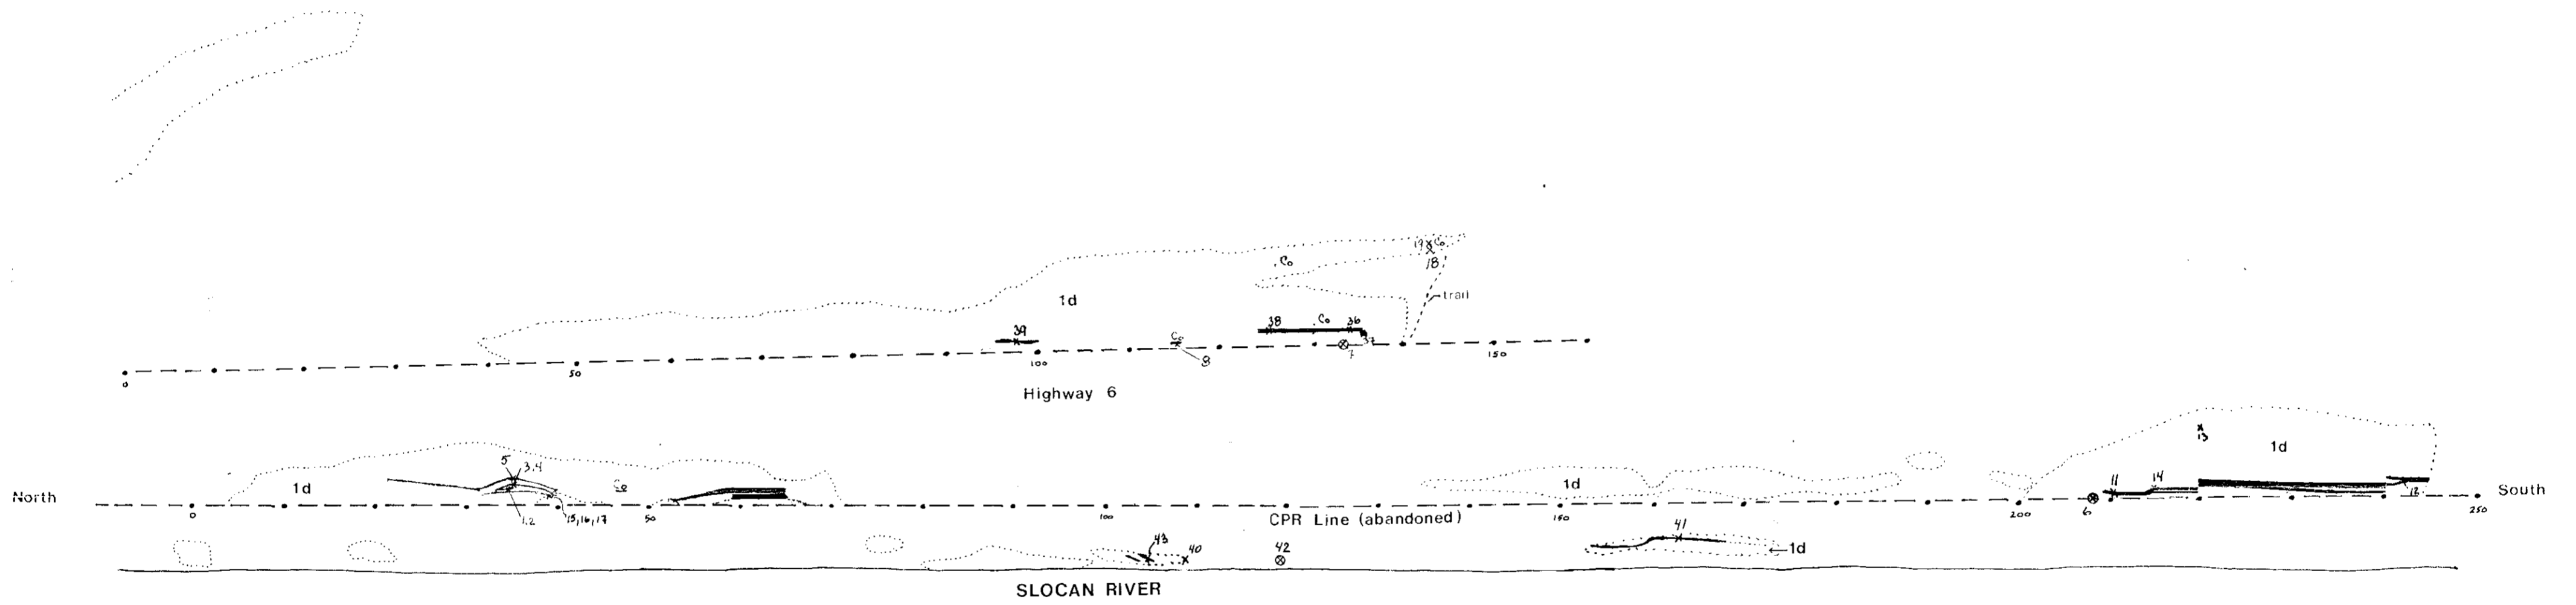 19 Co
Co
18
1d
trail
39
38 Co 36
Co
37
8
7
0 50 100 150
Highway 6
13
1d
5 3,4
11 14
North 1d Co 1d South
12
1,2 15,16,17
0 50 100 CPR Line (abandoned) 150 200 6 250
43 40 42 41
1d
SLOCAN RIVER